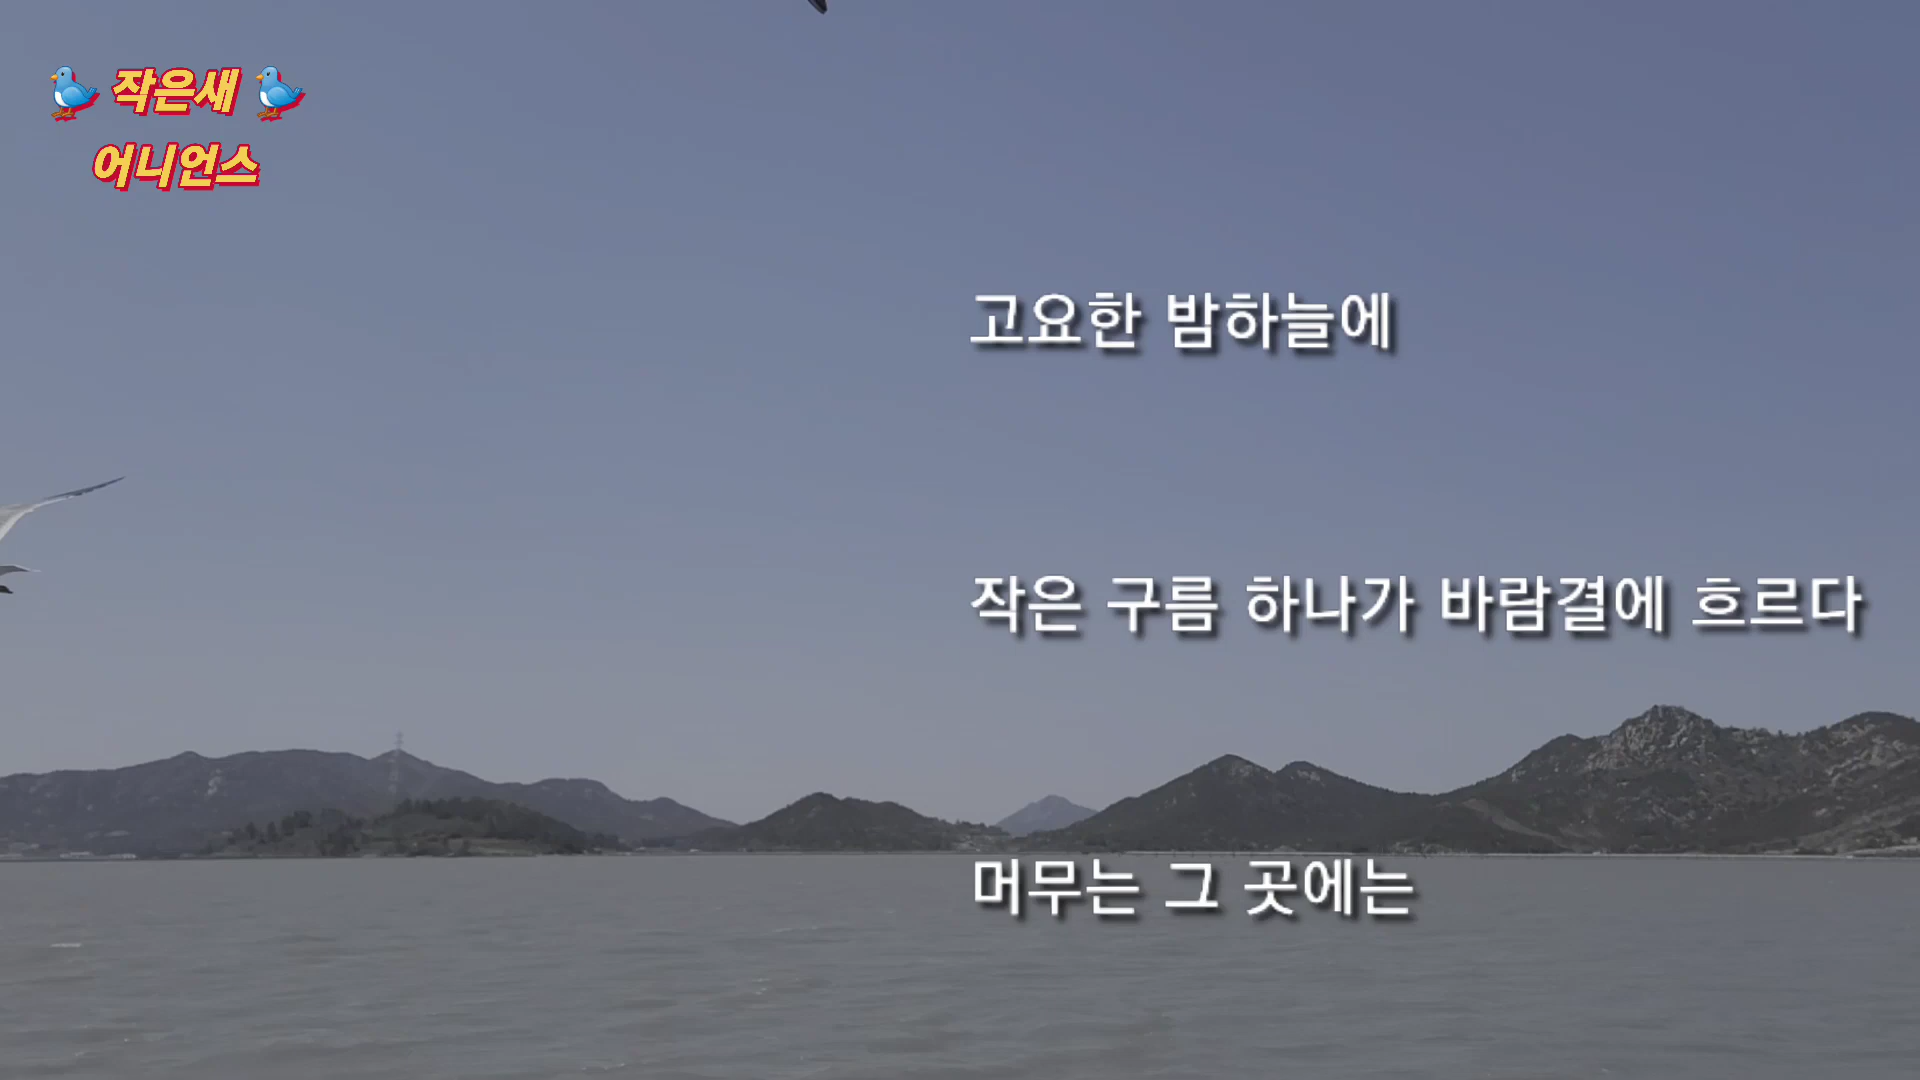 작은새
어니언스
고요한 밤하늘에
작은 구름 하나가 바람결에 흐르다
머무는 그 곳에는